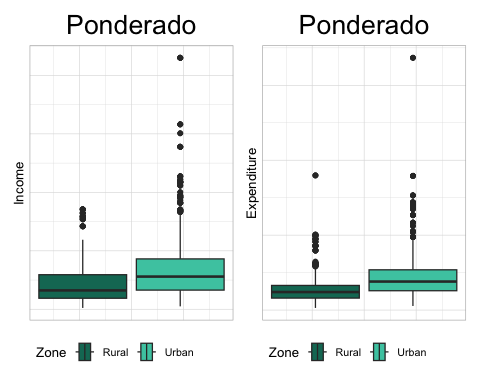 Ponderado
Ponderado
Income
Expenditure
Zone Rural Urban
Zone Rural Urban